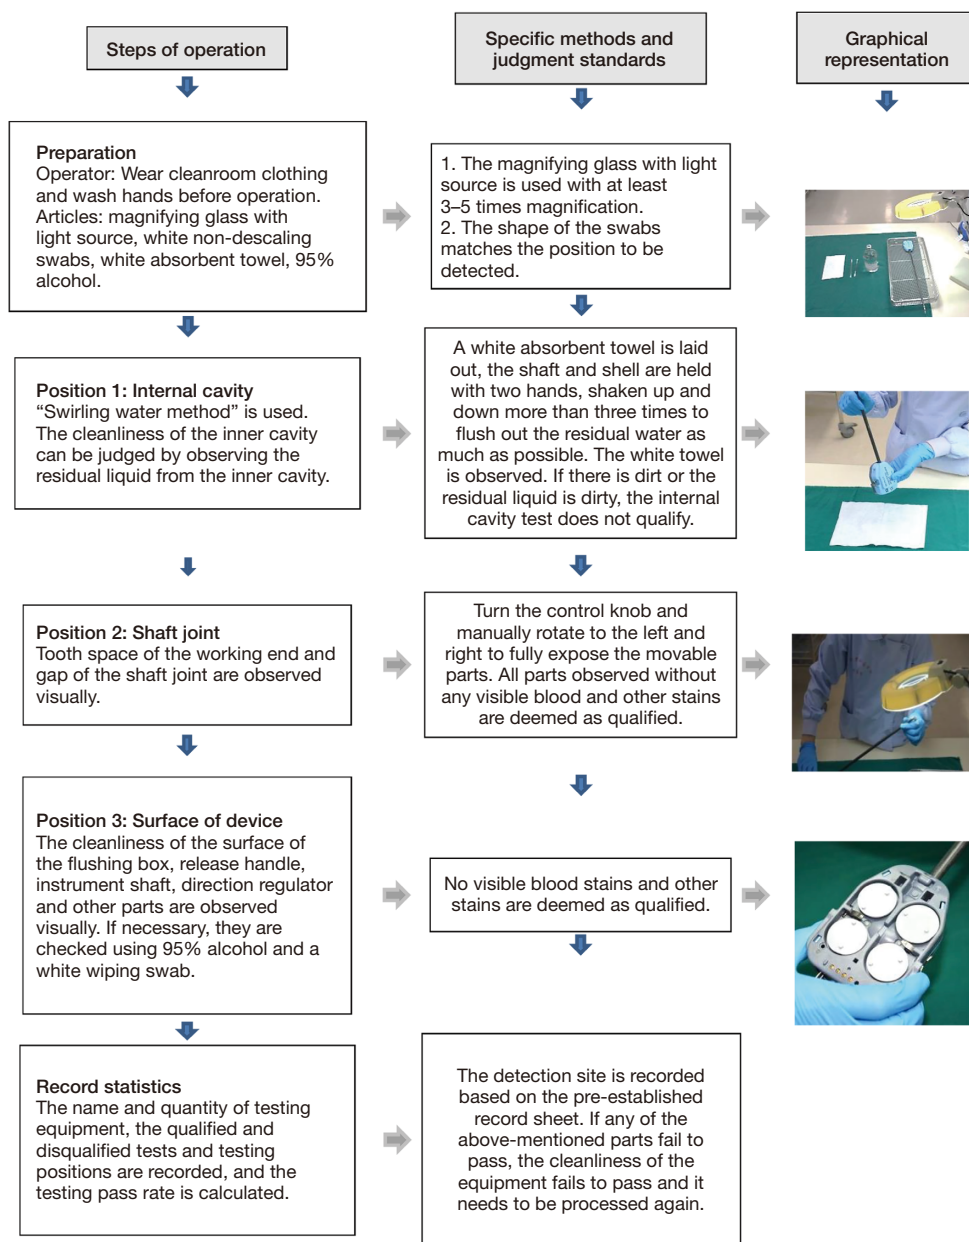 Steps of operation
Specific methods and
judgment standards
Graphical
representation
Preparation
Operator: Wear cleanroom clothing
and wash hands before operation.
Articles: magnifying glass with
light source, white non-descaling
swabs, white absorbent towel, 95%
alcohol.
1. The magnifying glass with light
source is used with at least
3–5 times magnification.
2. The shape of the swabs
matches the position to be
detected.
Position 1: Internal cavity
“Swirling water method” is used.
The cleanliness of the inner cavity
can be judged by observing the
residual liquid from the inner cavity.
A white absorbent towel is laid
out, the shaft and shell are held
with two hands, shaken up and
down more than three times to
flush out the residual water as
much as possible. The white towel
is observed. If there is dirt or the
residual liquid is dirty, the internal
cavity test does not qualify.
Position 2: Shaft joint
Tooth space of the working end and
gap of the shaft joint are observed
visually.
Turn the control knob and
manually rotate to the left and
right to fully expose the movable
parts. All parts observed without
any visible blood and other stains
are deemed as qualified.
Position 3: Surface of device
The cleanliness of the surface of
the flushing box, release handle,
instrument shaft, direction regulator
and other parts are observed
visually. If necessary, they are
checked using 95% alcohol and a
white wiping swab.
No visible blood stains and other
stains are deemed as qualified.
Record statistics
The name and quantity of testing
equipment, the qualified and
disqualified tests and testing
positions are recorded, and the
testing pass rate is calculated.
The detection site is recorded
based on the pre-established
record sheet. If any of the
above-mentioned parts fail to
pass, the cleanliness of the
equipment fails to pass and it
needs to be processed again.